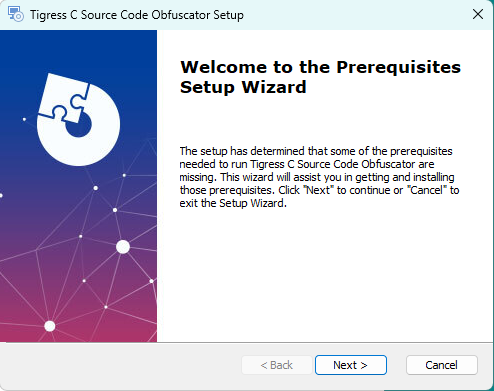 Tigress C Source Code Obfuscator Setup
Welcome to the Prerequisites
Setup Wizard
The setup has determined that some of the prerequisites
needed to run Tigress C Source Code Obfuscator are
missing. This wizard will assist you in getting and installing
those prerequisites. Click "Next" to continue or "Cancel" to
exit the Setup Wizard.
< Back
Next >
Cancel